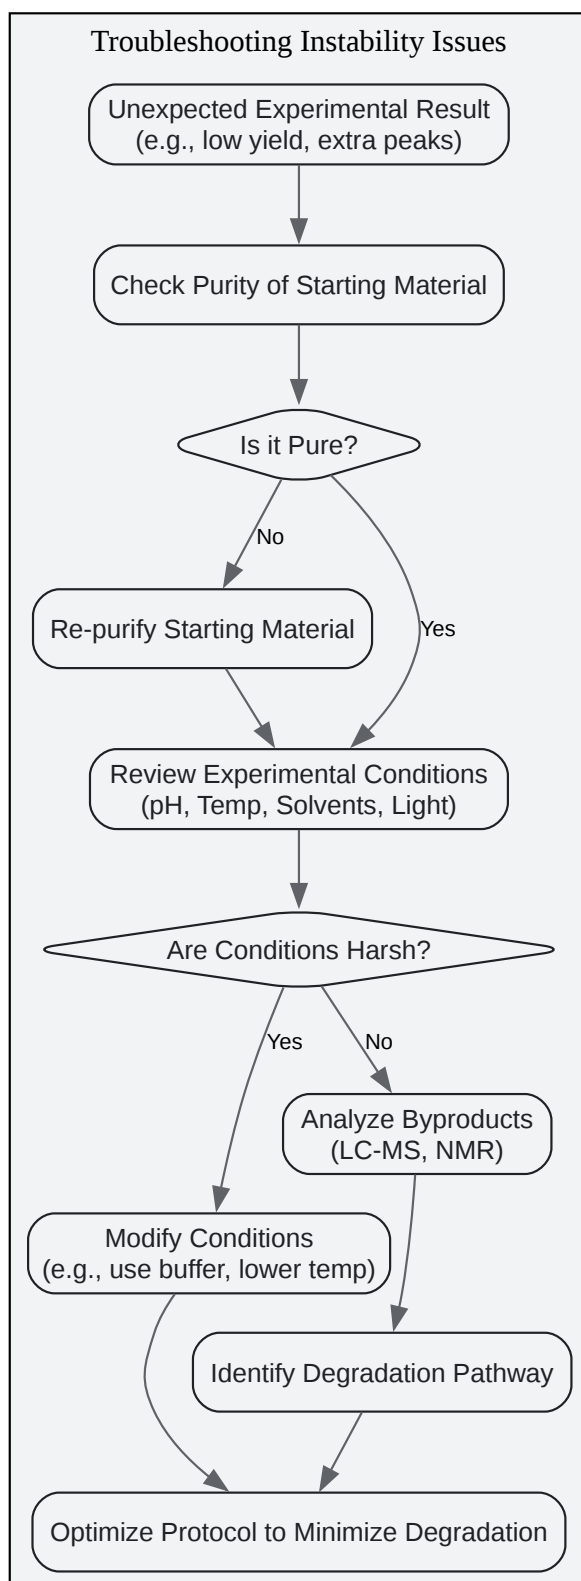 Troubleshooting Instability Issues
Unexpected Experimental Result
(e.g., low yield, extra peaks)
Check Purity of Starting Material
Is it Pure?
No
Re-purify Starting Material
Yes
Review Experimental Conditions
(pH, Temp, Solvents, Light)
Are Conditions Harsh?
Yes
No
Analyze Byproducts
(LC-MS, NMR)
Modify Conditions
(e.g., use buffer, lower temp)
Identify Degradation Pathway
Optimize Protocol to Minimize Degradation